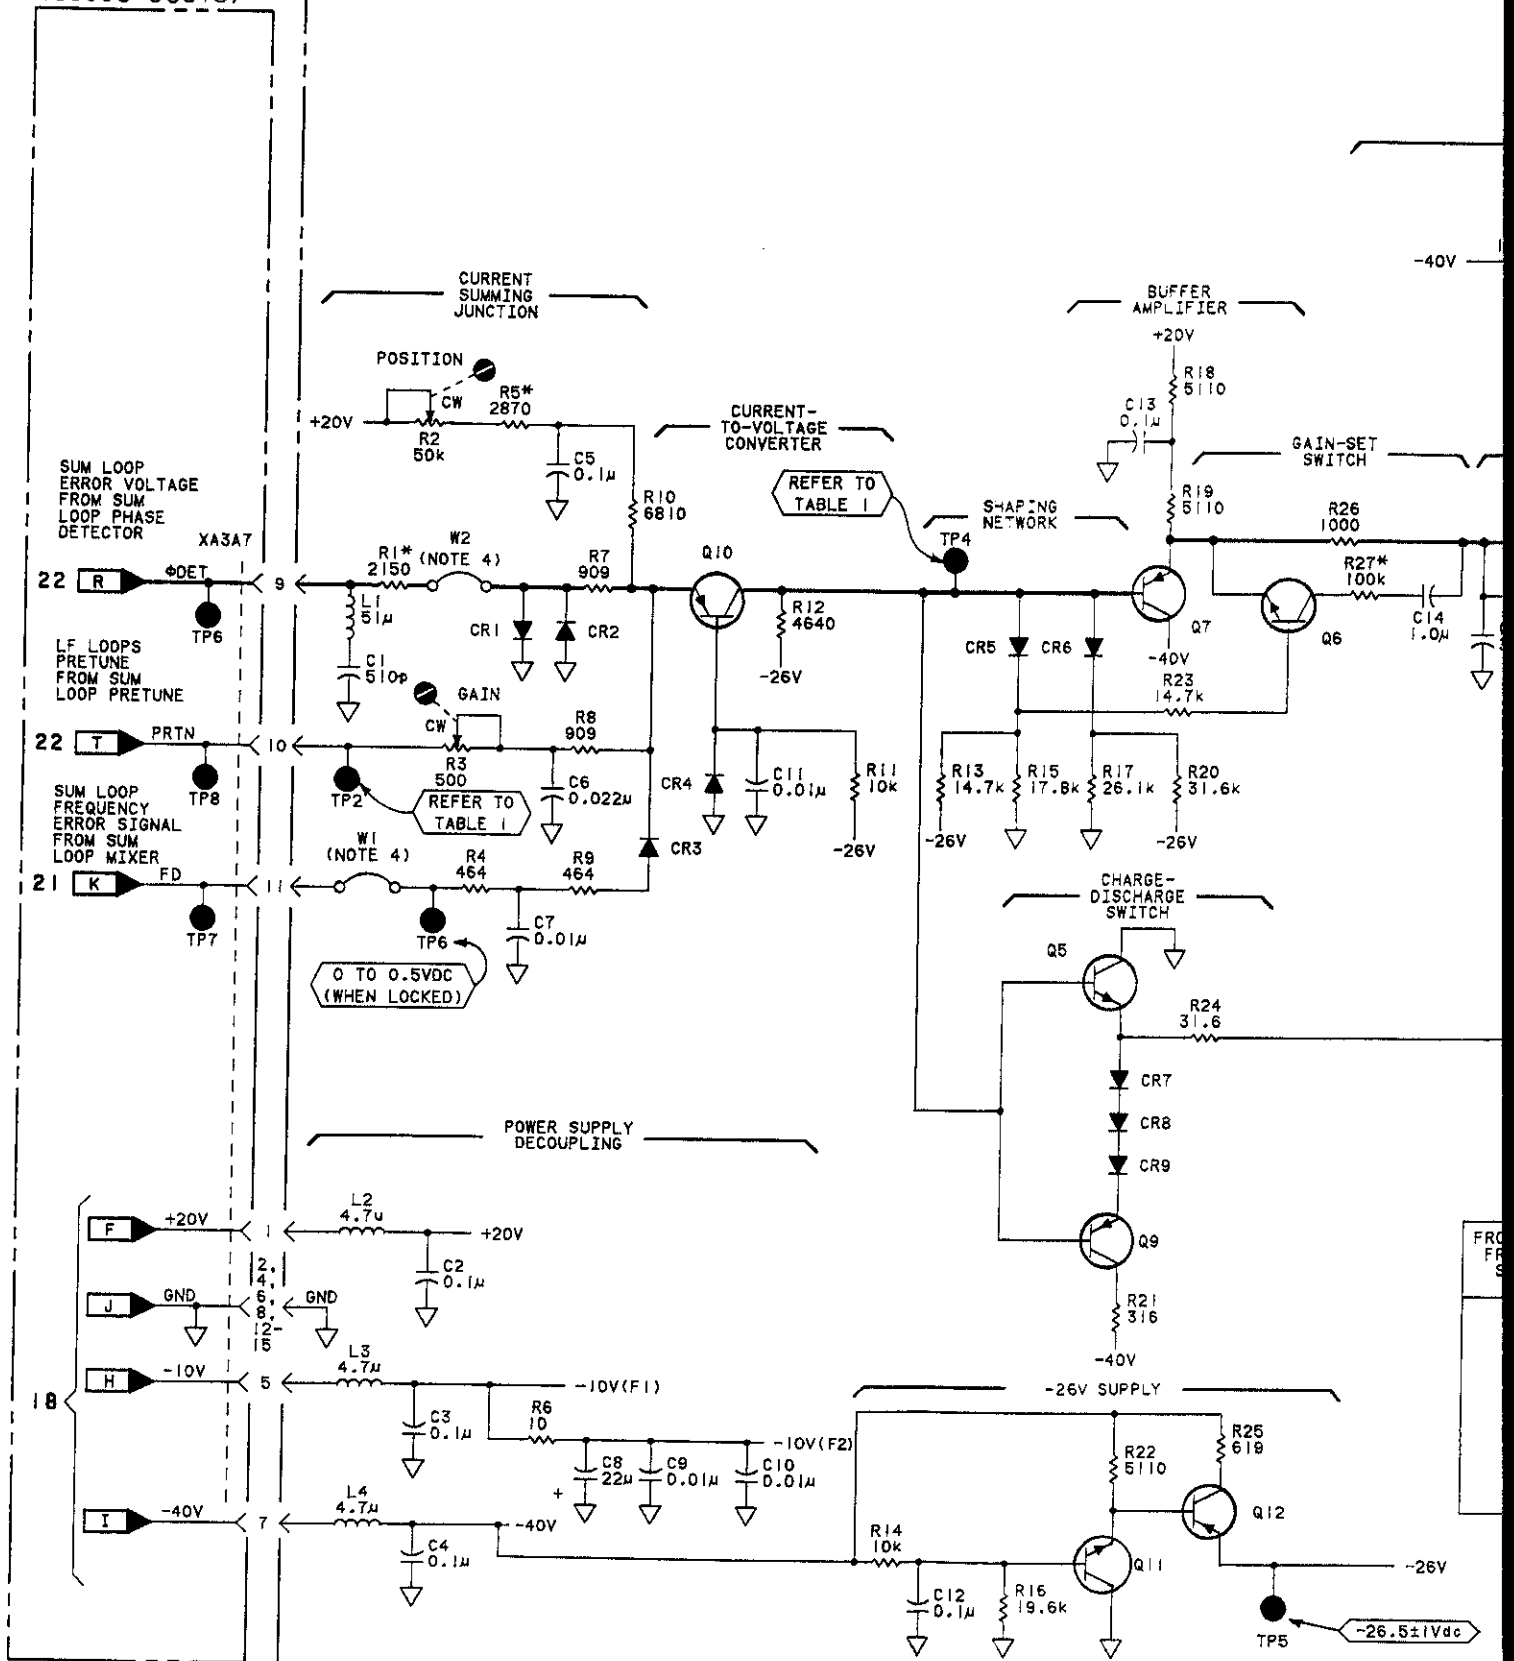 -40V
CURRENT
SUMMING
JUNCTION
BUFFER
AMPLIFIER
+20V
R18
5110
POSITION
CW
R5*
2870
+20V
R2
50k
C5
0.1µ
R10
6810
CURRENT-
TO-VOLTAGE
CONVERTER
REFER TO
TABLE 1
SHAPING
NETWORK
TP4
C13
0.1µ
R19
5110
GAIN-SET
SWITCH
R26
1000
R27*
100k
C14
1.0µ
Q6
Q7
-40V
R23
14.7k
SUM LOOP
ERROR VOLTAGE
FROM SUM
LOOP PHASE
DETECTOR
XA3A7
22 R
ΦDET
9
TP6
R1*
2150
W2
(NOTE 4)
R7
909
Q10
R12
4640
-26V
L1
51µ
C1
510p
CR1
CR2
CR5
CR6
LF LOOPS
PRETUNE
FROM SUM
LOOP PRETUNE
22 T
PRTN
10
TP8
TP2
GAIN
CW
R3
500
R8
909
C6
0.022µ
REFER TO
TABLE 1
CR4
C11
0.01µ
R11
10k
-26V
R13
14.7k
R15
17.8k
R17
26.1k
R20
31.6k
-26V
-26V
SUM LOOP
FREQUENCY
ERROR SIGNAL
FROM SUM
LOOP MIXER
21 K
FD
11
TP7
W1
(NOTE 4)
TP6
R4
464
R9
464
CR3
C7
0.01µ
0 TO 0.5VDC
(WHEN LOCKED)
CHARGE-
DISCHARGE
SWITCH
Q5
R24
31.6
CR7
CR8
CR9
Q9
R21
316
-40V
POWER SUPPLY
DECOUPLING
18
F
+20V
1
L2
4.7u
+20V
C2
0.1µ
J
GND
2,
4,
6,
8,
12-
15
GND
H
-10V
5
L3
4.7µ
-10V(F1)
C3
0.1µ
R6
10
-10V(F2)
C8
22µ
+
C9
0.01µ
C10
0.01µ
I
-40V
7
L4
4.7µ
-40V
C4
0.1µ
-26V SUPPLY
R22
5110
R25
619
Q12
R14
10k
Q11
C12
0.1µ
R16
19.6k
-26V
TP5
-26.5±1Vdc